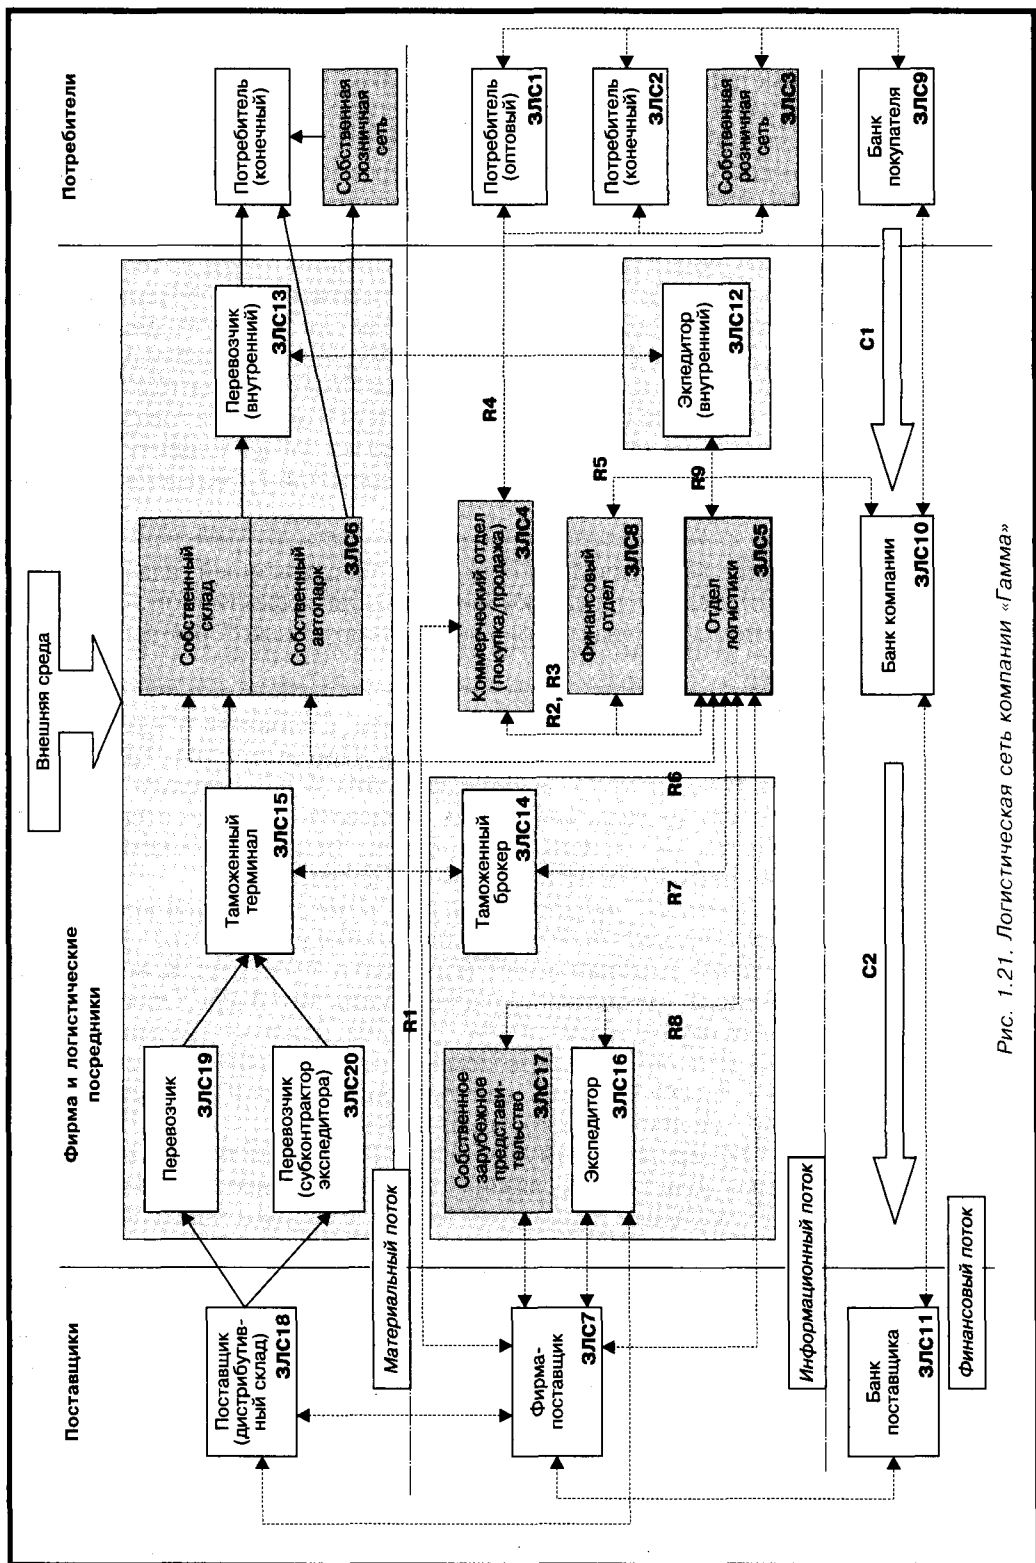 Поставщики
Фирма и логистические
посредники
Потребители
Внешняя среда
Поставщик
(дистрибутив-
ный склад)
ЗЛС18
Перевозчик
ЗЛС19
Перевозчик
(субконтрактор
экспедитора)
ЗЛС20
Таможенный
терминал
ЗЛС15
Собственный
склад
Собственный
автопарк
ЗЛС6
Перевозчик
(внутренний)
ЗЛС13
Потребитель
(конечный)
Собственная
розничная
сеть
Материальный поток
R1
Фирма-
поставщик
ЗЛС7
Собственное
зарубежное
представи-
тельство
ЗЛС17
Экспедитор
ЗЛС16
R8
Таможенный
брокер
ЗЛС14
R7
R6
Коммерческий отдел
(покупка/продажа)
ЗЛС4
R2, R3
Финансовый
отдел
ЗЛС8
Отдел
логистики
ЗЛС5
R4
R5
R9
Экпедитор
(внутренний)
ЗЛС12
Потребитель
(оптовый)
ЗЛС1
Потребитель
(конечный)
ЗЛС2
Собственная
розничная
сеть
ЗЛС3
Информационный поток
Банк
поставщика
ЗЛС11
C2
Банк компании
ЗЛС10
C1
Банк
покупателя
ЗЛС9
Финансовый поток
Рис. 1.21. Логистическая сеть компании «Гамма»